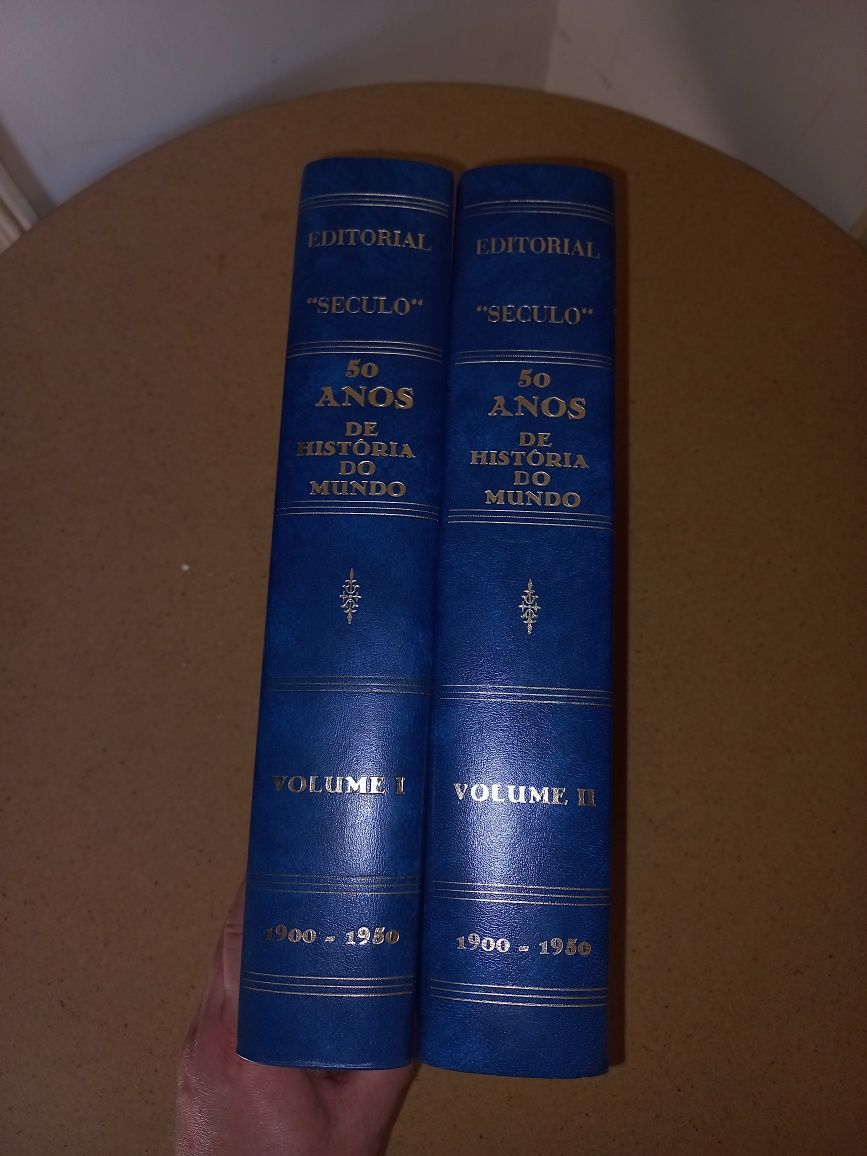 EDITORIAL
"SECULO"
50
ANOS
DE
HISTÓRIA
DO
MUNDO
VOLUME I
1900 - 1950
EDITORIAL
"SECULO"
50
ANOS
DE
HISTÓRIA
DO
MUNDO
VOLUME II
1900 - 1950